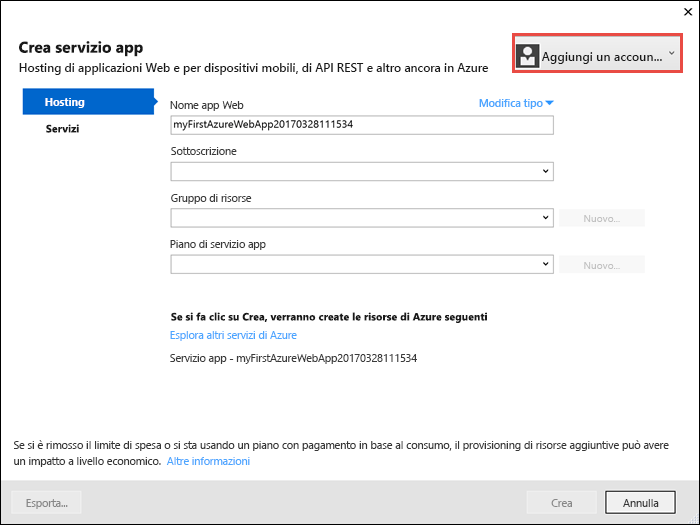 Crea servizio app
Hosting di applicazioni Web e per dispositivi mobili, di API REST e altro ancora in Azure
Aggiungi un accoun...
Hosting
Servizi
Nome app Web
Modifica tipo
myFirstAzureWebApp20170328111534
Sottoscrizione
Gruppo di risorse
Nuovo...
Piano di servizio app
Nuovo...
Se si fa clic su Crea, verranno create le risorse di Azure seguenti
Esplora altri servizi di Azure
Servizio app - myFirstAzureWebApp20170328111534
Se si è rimosso il limite di spesa o si sta usando un piano con pagamento in base al consumo, il provisioning di risorse aggiuntive può avere
un impatto a livello economico. Altre informazioni
Esporta...
Crea
Annulla